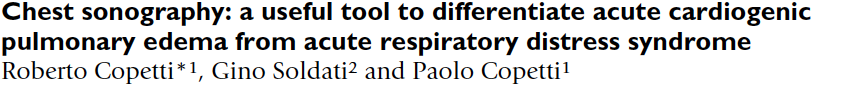 Chest sonography: a useful tool to differentiate acute cardiogenic
pulmonary edema from acute respiratory distress syndrome
Roberto Copetti*¹, Gino Soldati² and Paolo Copetti¹